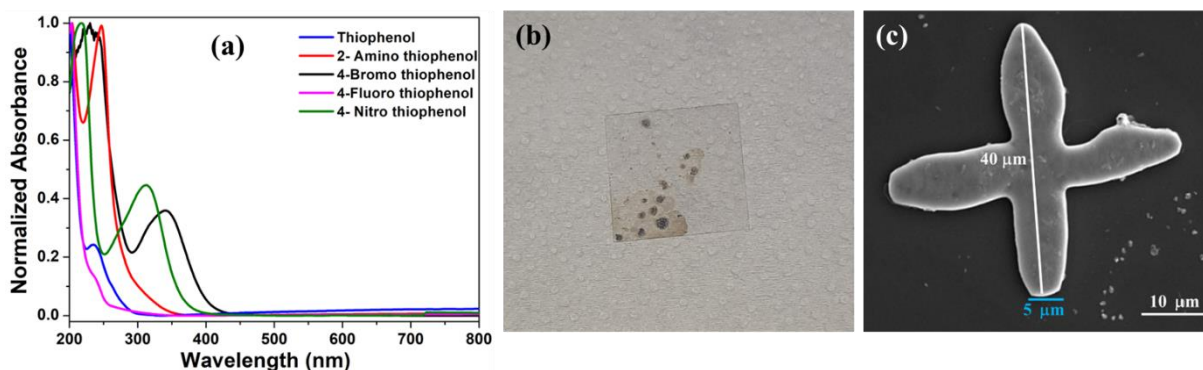 (a)
Thiophenol
2- Amino thiophenol
4-Bromo thiophenol
4-Fluoro thiophenol
4- Nitro thiophenol
Normalized Absorbance
1.0
0.8
0.6
0.4
0.2
0.0
200 300 400 500 600 700 800
Wavelength (nm)
(b)
(c)
40 μm
5 μm
10 μm